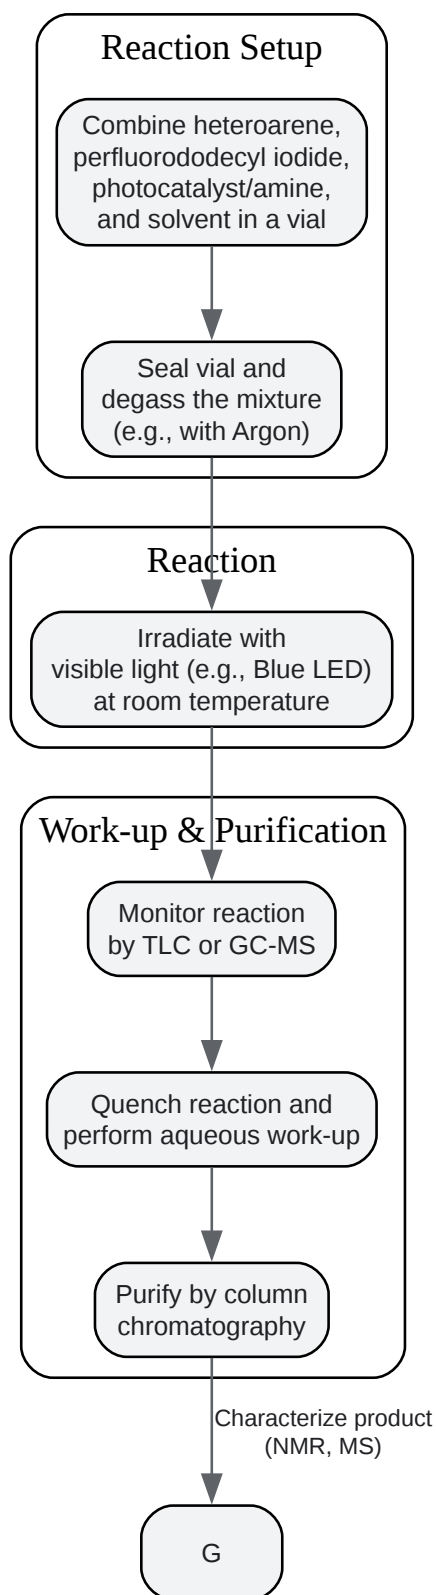 Reaction Setup
Combine heteroarene,
perfluorododecyl iodide,
photocatalyst/amine,
and solvent in a vial
Seal vial and
degass the mixture
(e.g., with Argon)
Reaction
Irradiate with
visible light (e.g., Blue LED)
at room temperature
Work-up & Purification
Monitor reaction
by TLC or GC-MS
Quench reaction and
perform aqueous work-up
Purify by column
chromatography
Characterize product
(NMR, MS)
G